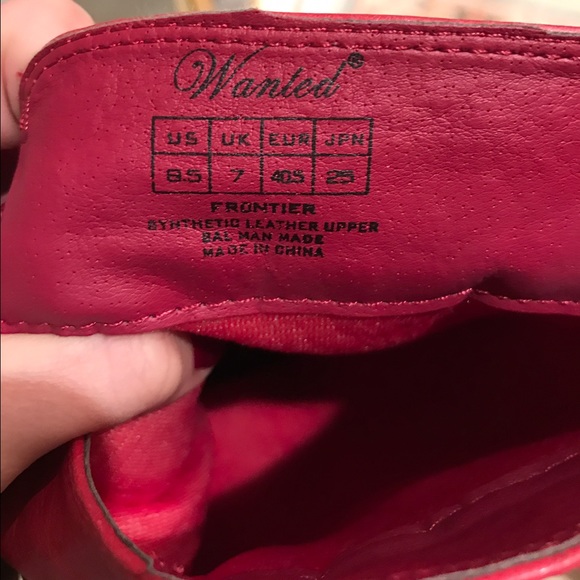 Wanted®
US UK EUR JPN
8.5 7 40.5 25
FRONTIER
SYNTHETIC LEATHER UPPER
BAL MAN MADE
MADE IN CHINA